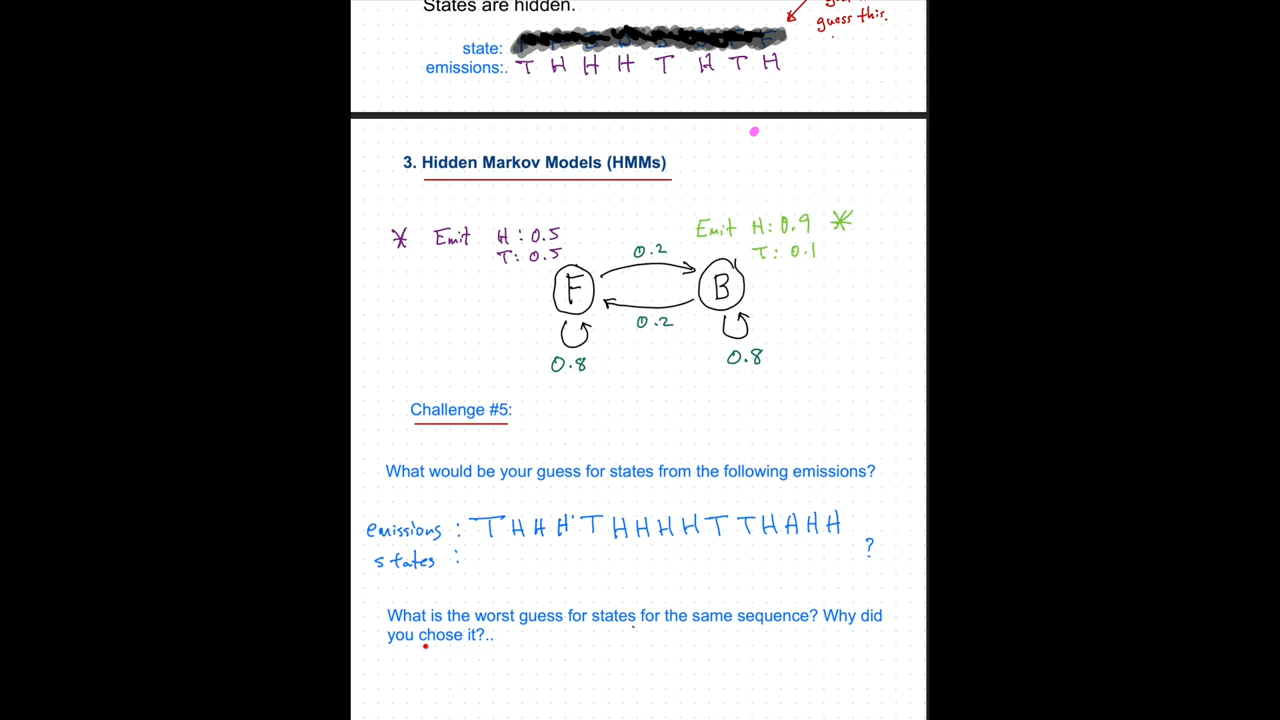 States are hidden.
guess this.
state:
emissions:. T H H H T H T H
3. Hidden Markov Models (HMMs)
* Emit H: 0.5
T: 0.5
Emit H: 0.9 *
T: 0.1
0.2
F B
0.2
0.8 0.8
Challenge #5:
What would be your guess for states from the following emissions?
emissions : T H H H T H H H H T T H H H H
states : ?
What is the worst guess for states for the same sequence? Why did
you chose it?..